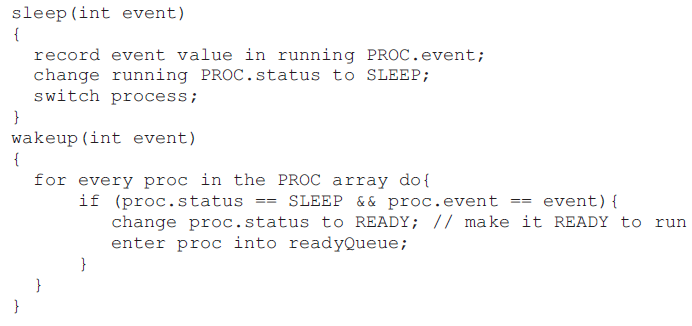 sleep(int event)
{
  record event value in running PROC.event;
  change running PROC.status to SLEEP;
  switch process;
}
wakeup(int event)
{
  for every proc in the PROC array do{
      if (proc.status == SLEEP && proc.event == event){
         change proc.status to READY; // make it READY to run
         enter proc into readyQueue;
      }
  }
}